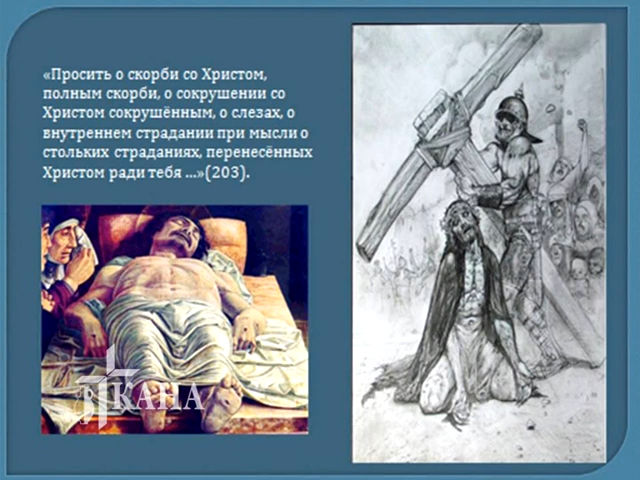 «Просить о скорби со Христом,
полным скорби, о сокрушении со
Христом сокрушённым, о слезах, о
внутреннем страдании при мысли о
стольких страданиях, перенесённых
Христом ради тебя ...»(203).
КАНА